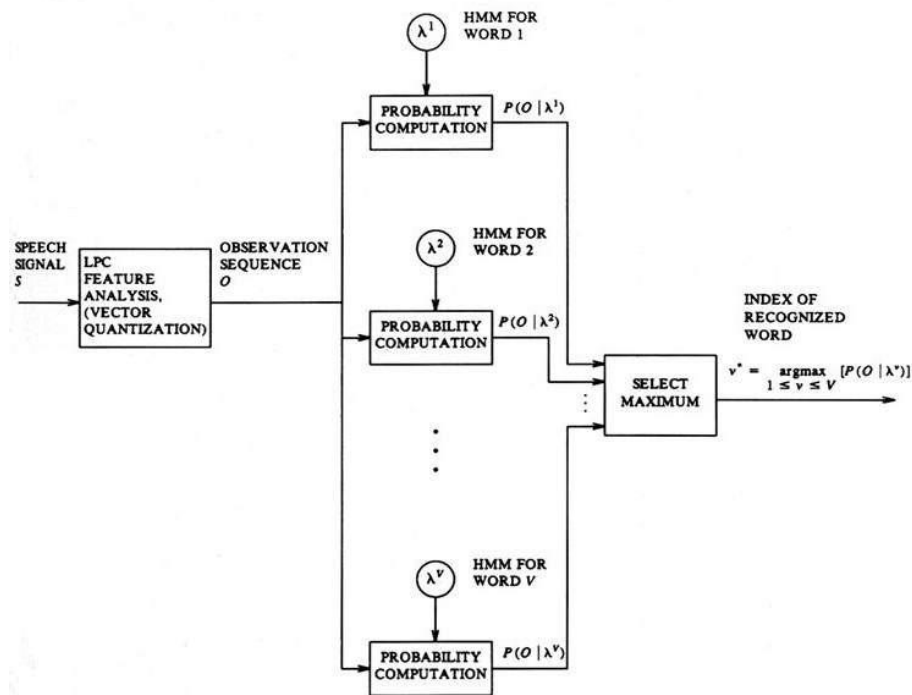 λ¹
HMM FOR
WORD 1
PROBABILITY
COMPUTATION
P(O | λ¹)
SPEECH
SIGNAL
S
LPC
FEATURE
ANALYSIS,
(VECTOR
QUANTIZATION)
OBSERVATION
SEQUENCE
O
λ²
HMM FOR
WORD 2
PROBABILITY
COMPUTATION
P(O | λ²)
SELECT
MAXIMUM
INDEX OF
RECOGNIZED
WORD
v* = argmax [P(O | λᵛ)]
1 ≤ v ≤ V
λⱽ
HMM FOR
WORD V
PROBABILITY
COMPUTATION
P(O | λⱽ)